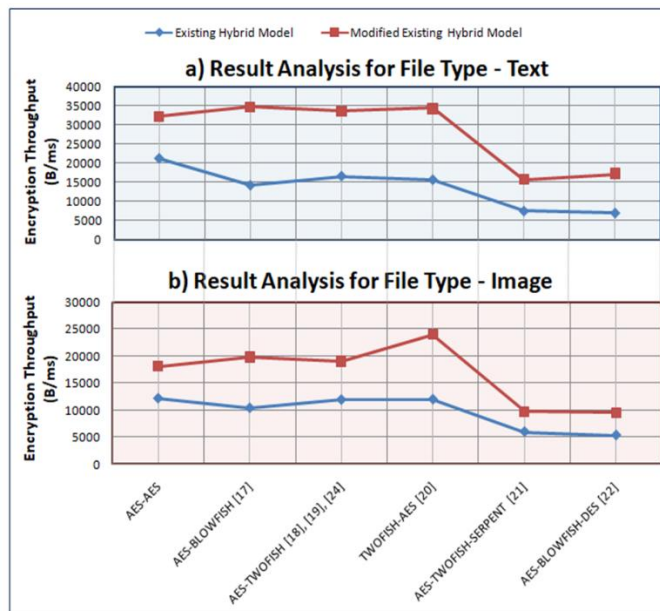 Existing Hybrid Model
Modified Existing Hybrid Model
a) Result Analysis for File Type - Text
Encryption Throughput
(B/ms)
40000
35000
30000
25000
20000
15000
10000
5000
0
b) Result Analysis for File Type - Image
Encryption Throughput
(B/ms)
30000
25000
20000
15000
10000
5000
0
AES-AES
AES-BLOWFISH [17]
AES-TWOFISH [18], [19], [24]
TWOFISH-AES [20]
AES-TWOFISH-SERPENT [21]
AES-BLOWFISH-DES [22]